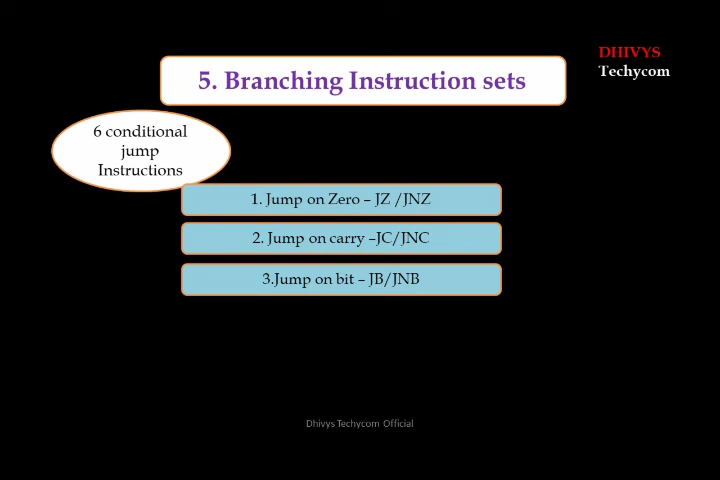 DHIVYS
Techycom
5. Branching Instruction sets
6 conditional
jump
Instructions
1. Jump on Zero – JZ /JNZ
2. Jump on carry –JC/JNC
3.Jump on bit – JB/JNB
Dhivys Techycom Official